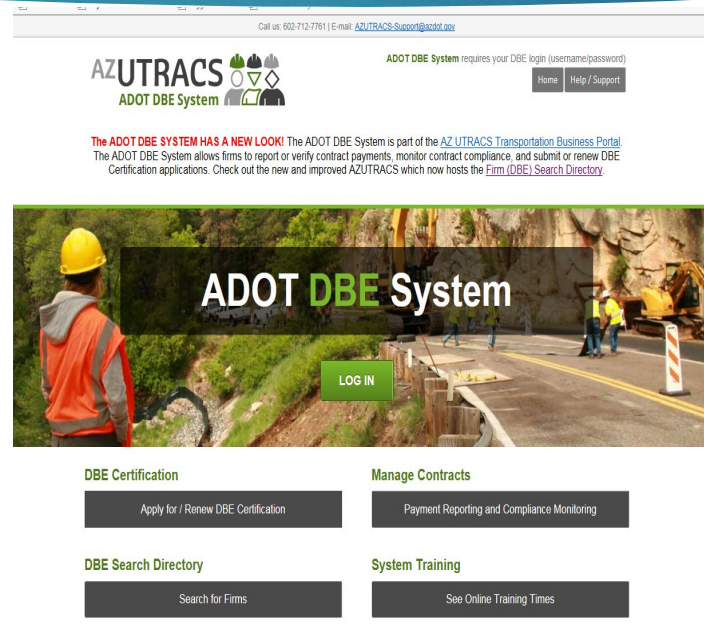 Call us: 602-712-7761 | E-mail: AZUTRACS-Support@azdot.gov
AZUTRACS
ADOT DBE System
ADOT DBE System requires your DBE login (username/password)
Home Help / Support
The ADOT DBE SYSTEM HAS A NEW LOOK! The ADOT DBE System is part of the AZ UTRACS Transportation Business Portal.
The ADOT DBE System allows firms to report or verify contract payments, monitor contract compliance, and submit or renew DBE
Certification applications. Check out the new and improved AZUTRACS which now hosts the Firm (DBE) Search Directory.
ADOT DBE System
LOG IN
DBE Certification
Apply for / Renew DBE Certification
Manage Contracts
Payment Reporting and Compliance Monitoring
DBE Search Directory
Search for Firms
System Training
See Online Training Times